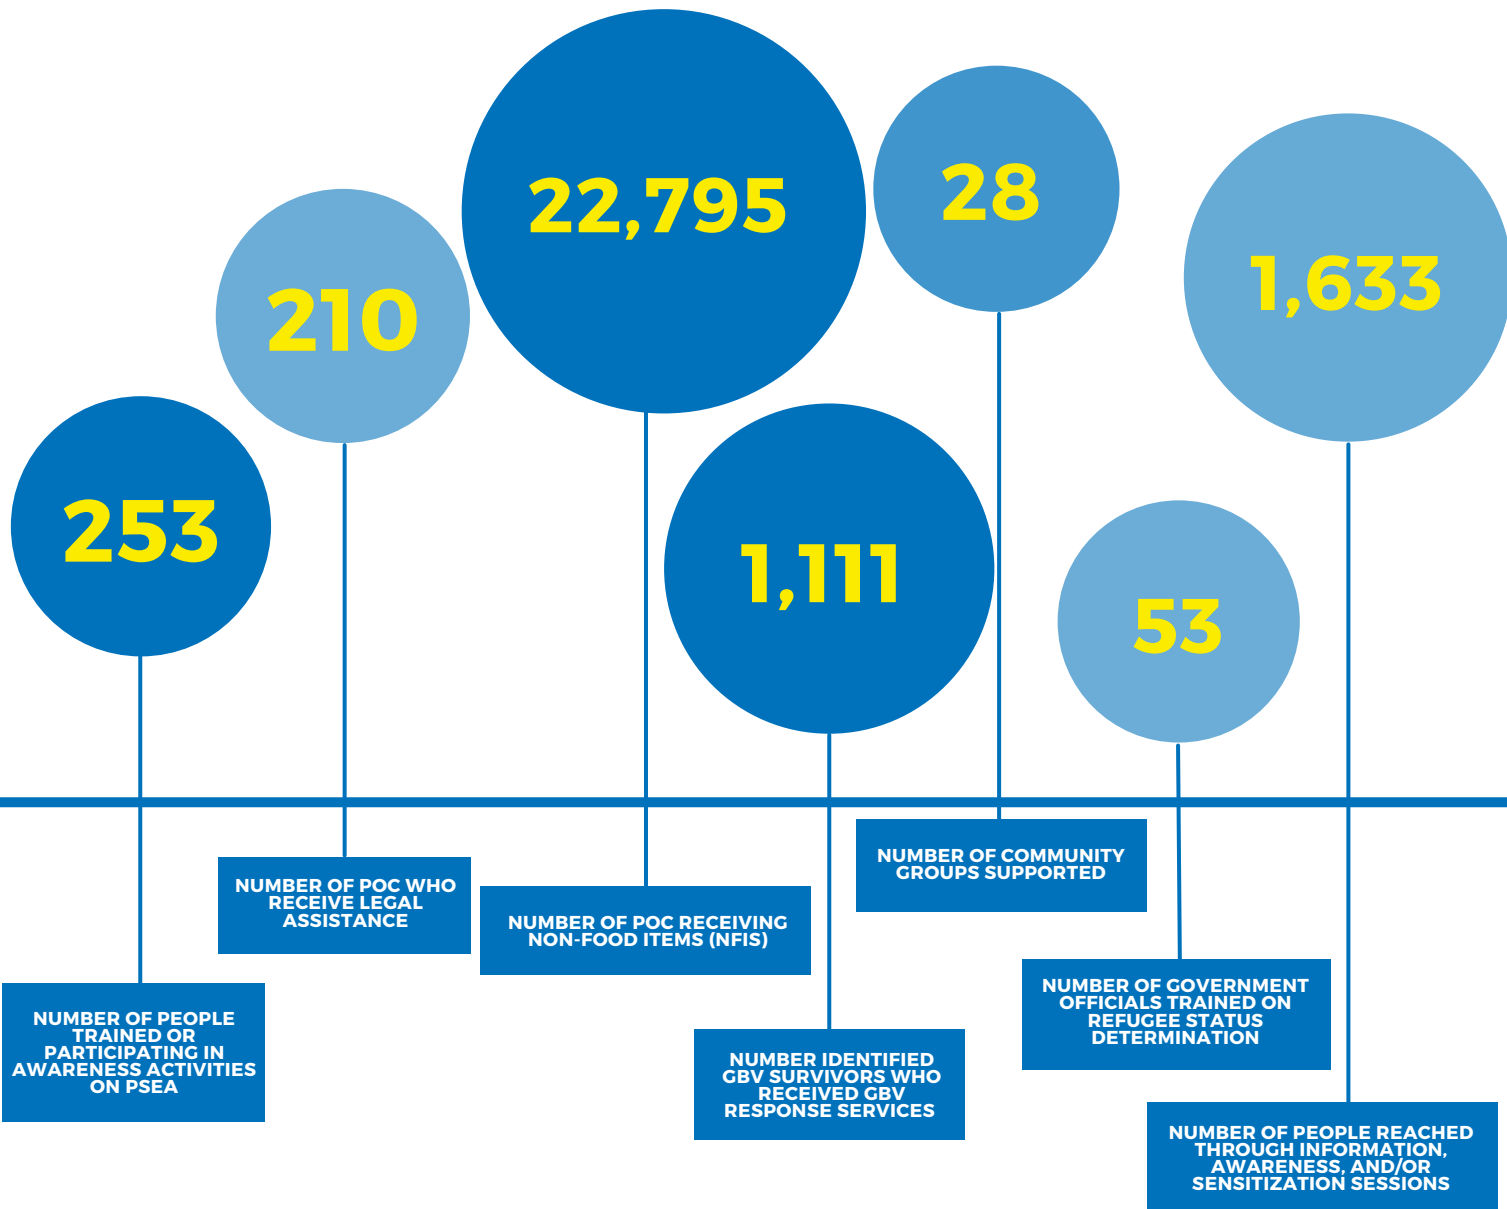 22,795
28
210
1,633
253
1,111
53
NUMBER OF PEOPLE
TRAINED OR
PARTICIPATING IN
AWARENESS ACTIVITIES
ON PSEA
NUMBER OF POC WHO
RECEIVE LEGAL
ASSISTANCE
NUMBER OF POC RECEIVING
NON-FOOD ITEMS (NFIS)
NUMBER IDENTIFIED
GBV SURVIVORS WHO
RECEIVED GBV
RESPONSE SERVICES
NUMBER OF COMMUNITY
GROUPS SUPPORTED
NUMBER OF GOVERNMENT
OFFICIALS TRAINED ON
REFUGEE STATUS
DETERMINATION
NUMBER OF PEOPLE REACHED
THROUGH INFORMATION,
AWARENESS, AND/OR
SENSITIZATION SESSIONS